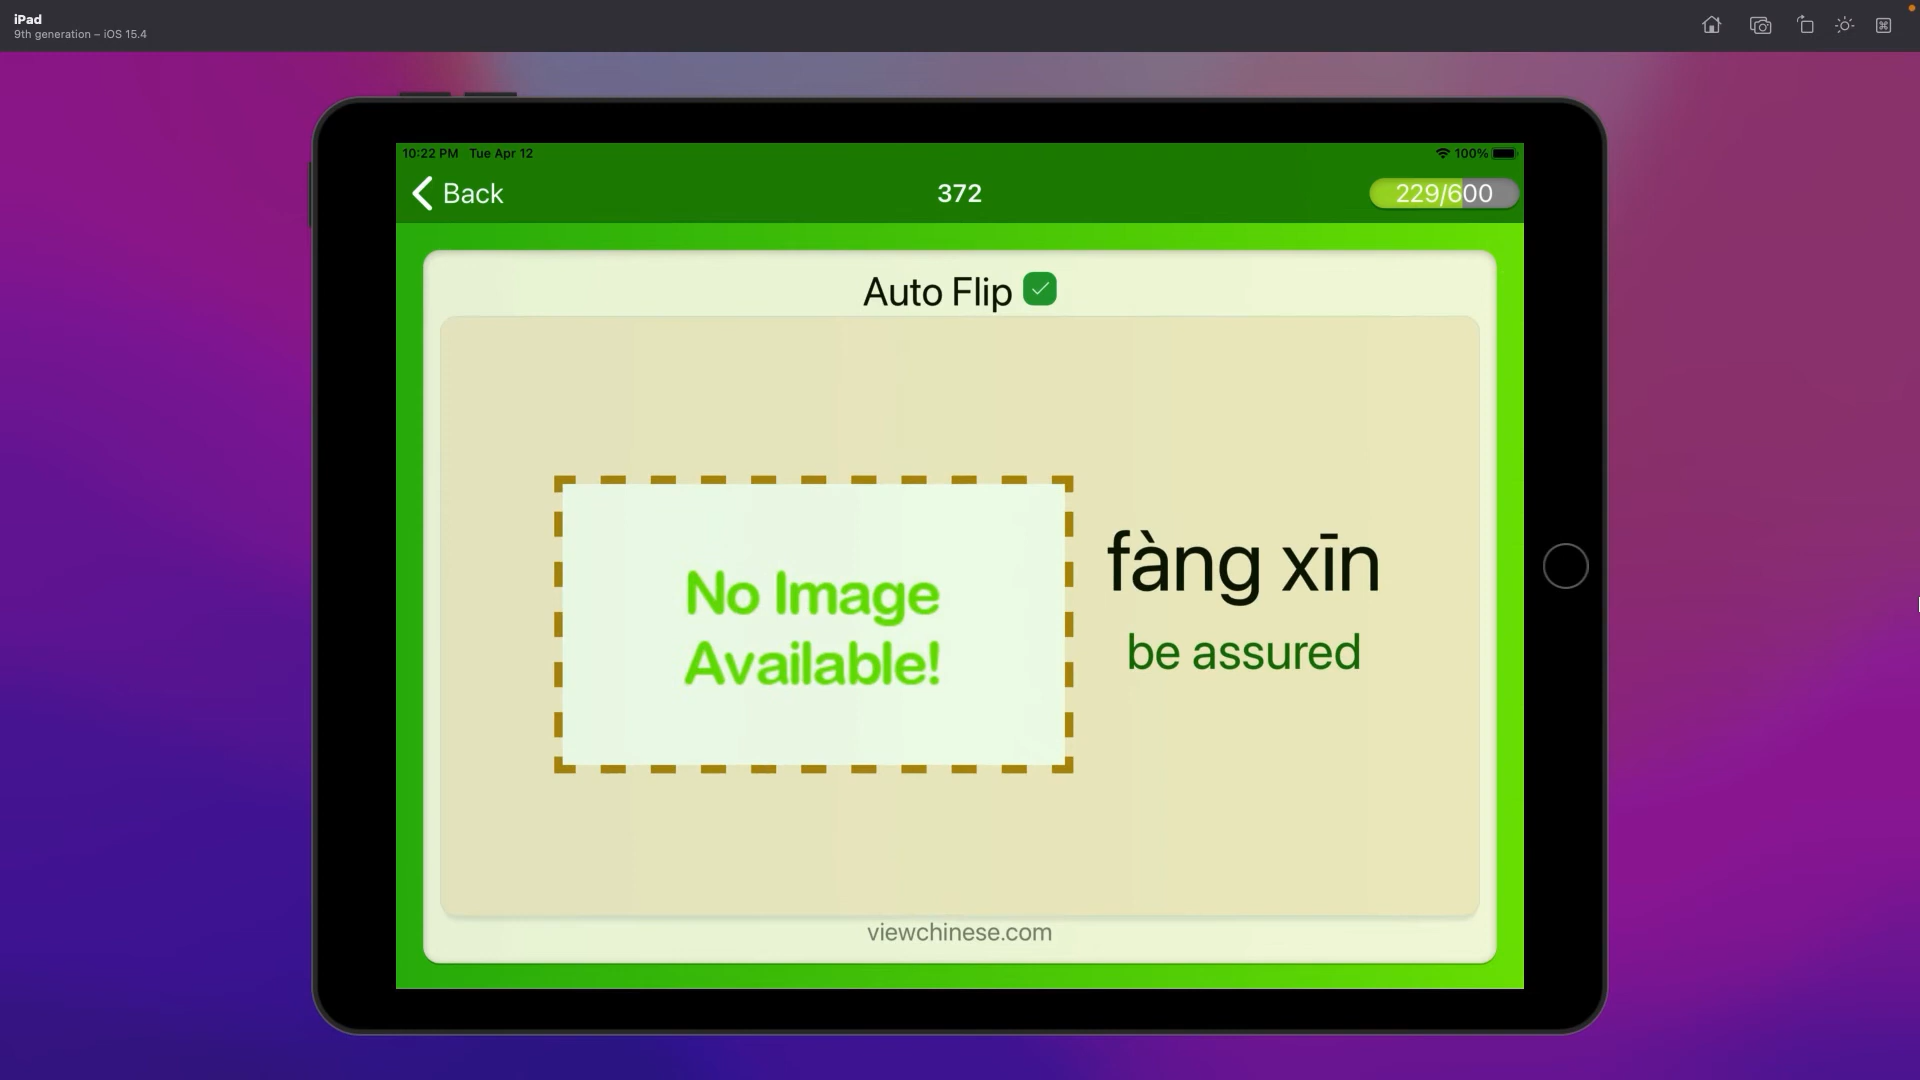 iPad
9th generation – iOS 15.4
10:22 PM Tue Apr 12
100%
Back
372
229/600
Auto Flip
No Image
Available!
fàng xīn
be assured
viewchinese.com